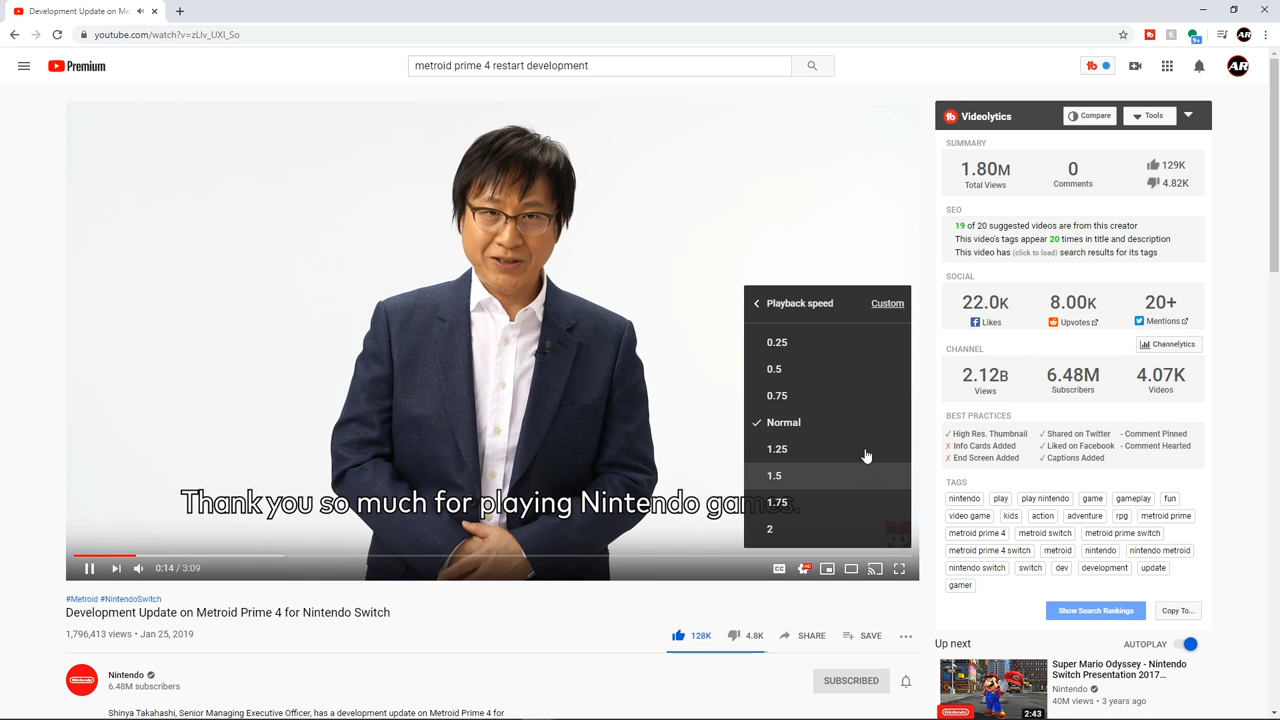 Development Update on Me
youtube.com/watch?v=zLIv_UXI_So
9+
AR
Premium
metroid prime 4 restart development
AR
Thank you so much for playing Nintendo games.
Playback speed Custom
0.25
0.5
0.75
Normal
1.25
1.5
1.75
2
0:14 / 3:09
CC
HD
#Metroid #NintendoSwitch
Development Update on Metroid Prime 4 for Nintendo Switch
1,796,413 views • Jan 25, 2019
128K 4.8K SHARE SAVE
Nintendo
Nintendo
6.48M subscribers
SUBSCRIBED
Shinya Takahashi, Senior Managing Executive Officer, has a development update on Metroid Prime 4 for
Videolytics Compare Tools
SUMMARY
1.80M 0 129K
Total Views Comments 4.82K
SEO
19 of 20 suggested videos are from this creator
This video's tags appear 20 times in title and description
This video has (click to load) search results for its tags
SOCIAL
22.0K 8.00K 20+
Likes Upvotes Mentions
CHANNEL Channelytics
2.12B 6.48M 4.07K
Views Subscribers Videos
BEST PRACTICES
✓ High Res. Thumbnail ✓ Shared on Twitter - Comment Pinned
X Info Cards Added ✓ Liked on Facebook - Comment Hearted
X End Screen Added ✓ Captions Added
TAGS
nintendo play play nintendo game gameplay fun
video game kids action adventure rpg metroid prime
metroid prime 4 metroid switch metroid prime switch
metroid prime 4 switch metroid nintendo nintendo metroid
nintendo switch switch dev development update
gamer
Show Search Rankings Copy To...
Up next AUTOPLAY
Super Mario Odyssey - Nintendo
Switch Presentation 2017...
Nintendo
40M views • 3 years ago
Nintendo
2:43